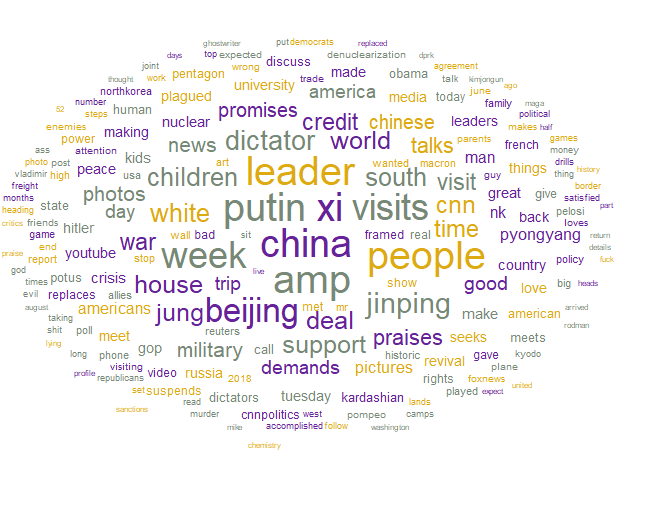 ghostwriter put democrats replaced
days top expected wrong denuclearization dprk
joint discuss agreement
thought work pentagon trade made obama talk kimjongun ago
northkorea plagued university media today june
number human promises america family maga
52 steps nuclear credit chinese leaders political
enemies making news dictator world talks makes half
power parents french games
ass attention kids art leader wanted macron man guy money drills
photo post peace usa children south visit things thing history
vladimir high photos great give border satisfied
freight state white putin xi visits cnn nk back pelosi loves part
months day time
heading hitler pyongyang
critics friends war wall bad sit framed real policy return
game week china people country details
end youtube stop fuck
praise report
god potus crisis house trip live amp show good love big heads
times replaces allies met mr jinping
evil americans jung beijing deal make american arrived
august
taking meet reuters praises seeks meets rodman
shit poll gop military call support historic kyodo
lying long phone pictures revival gave plane
visiting video russia 2018 demands rights foxnews
profile republicans set suspends tuesday kardashian played expect united
read dictators lands
sanctions murder cnnpolitics west pompeo camps
mike accomplished follow washington
chemistry